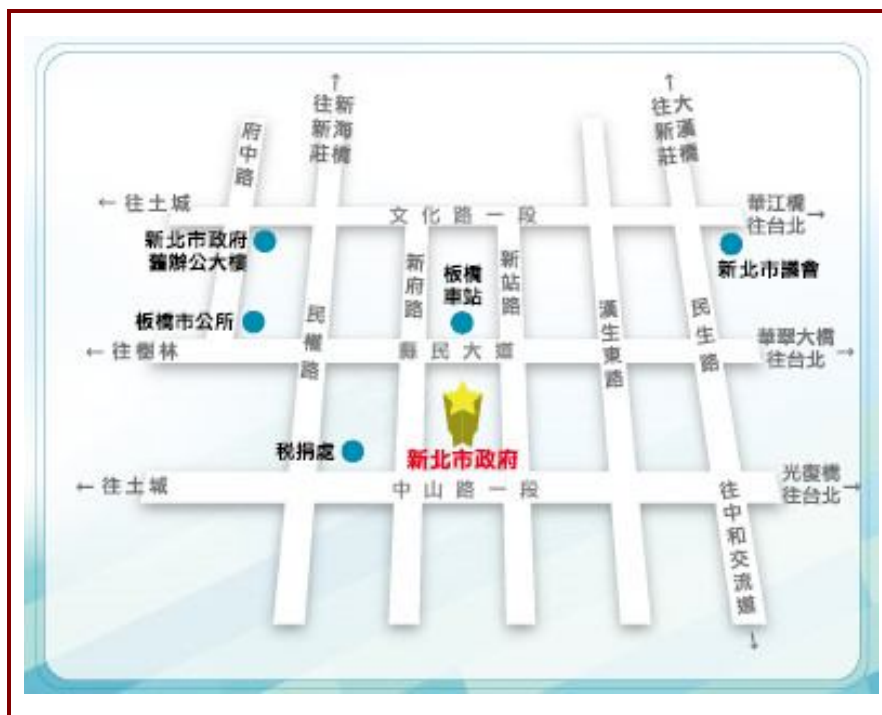 往新莊
新海橋
往新莊
大漢橋
府中路
← 往土城
文化路一段
華江橋
往台北→
新北市政府
舊辦公大樓
新府路
板橋
車站
新站路
新北市議會
板橋市公所
民權路
漢生東路
民生路
← 往樹林
縣民大道
華翠大橋
往台北→
稅捐處
新北市政府
← 往土城
中山路一段
光復橋
往台北→
往中和交流道